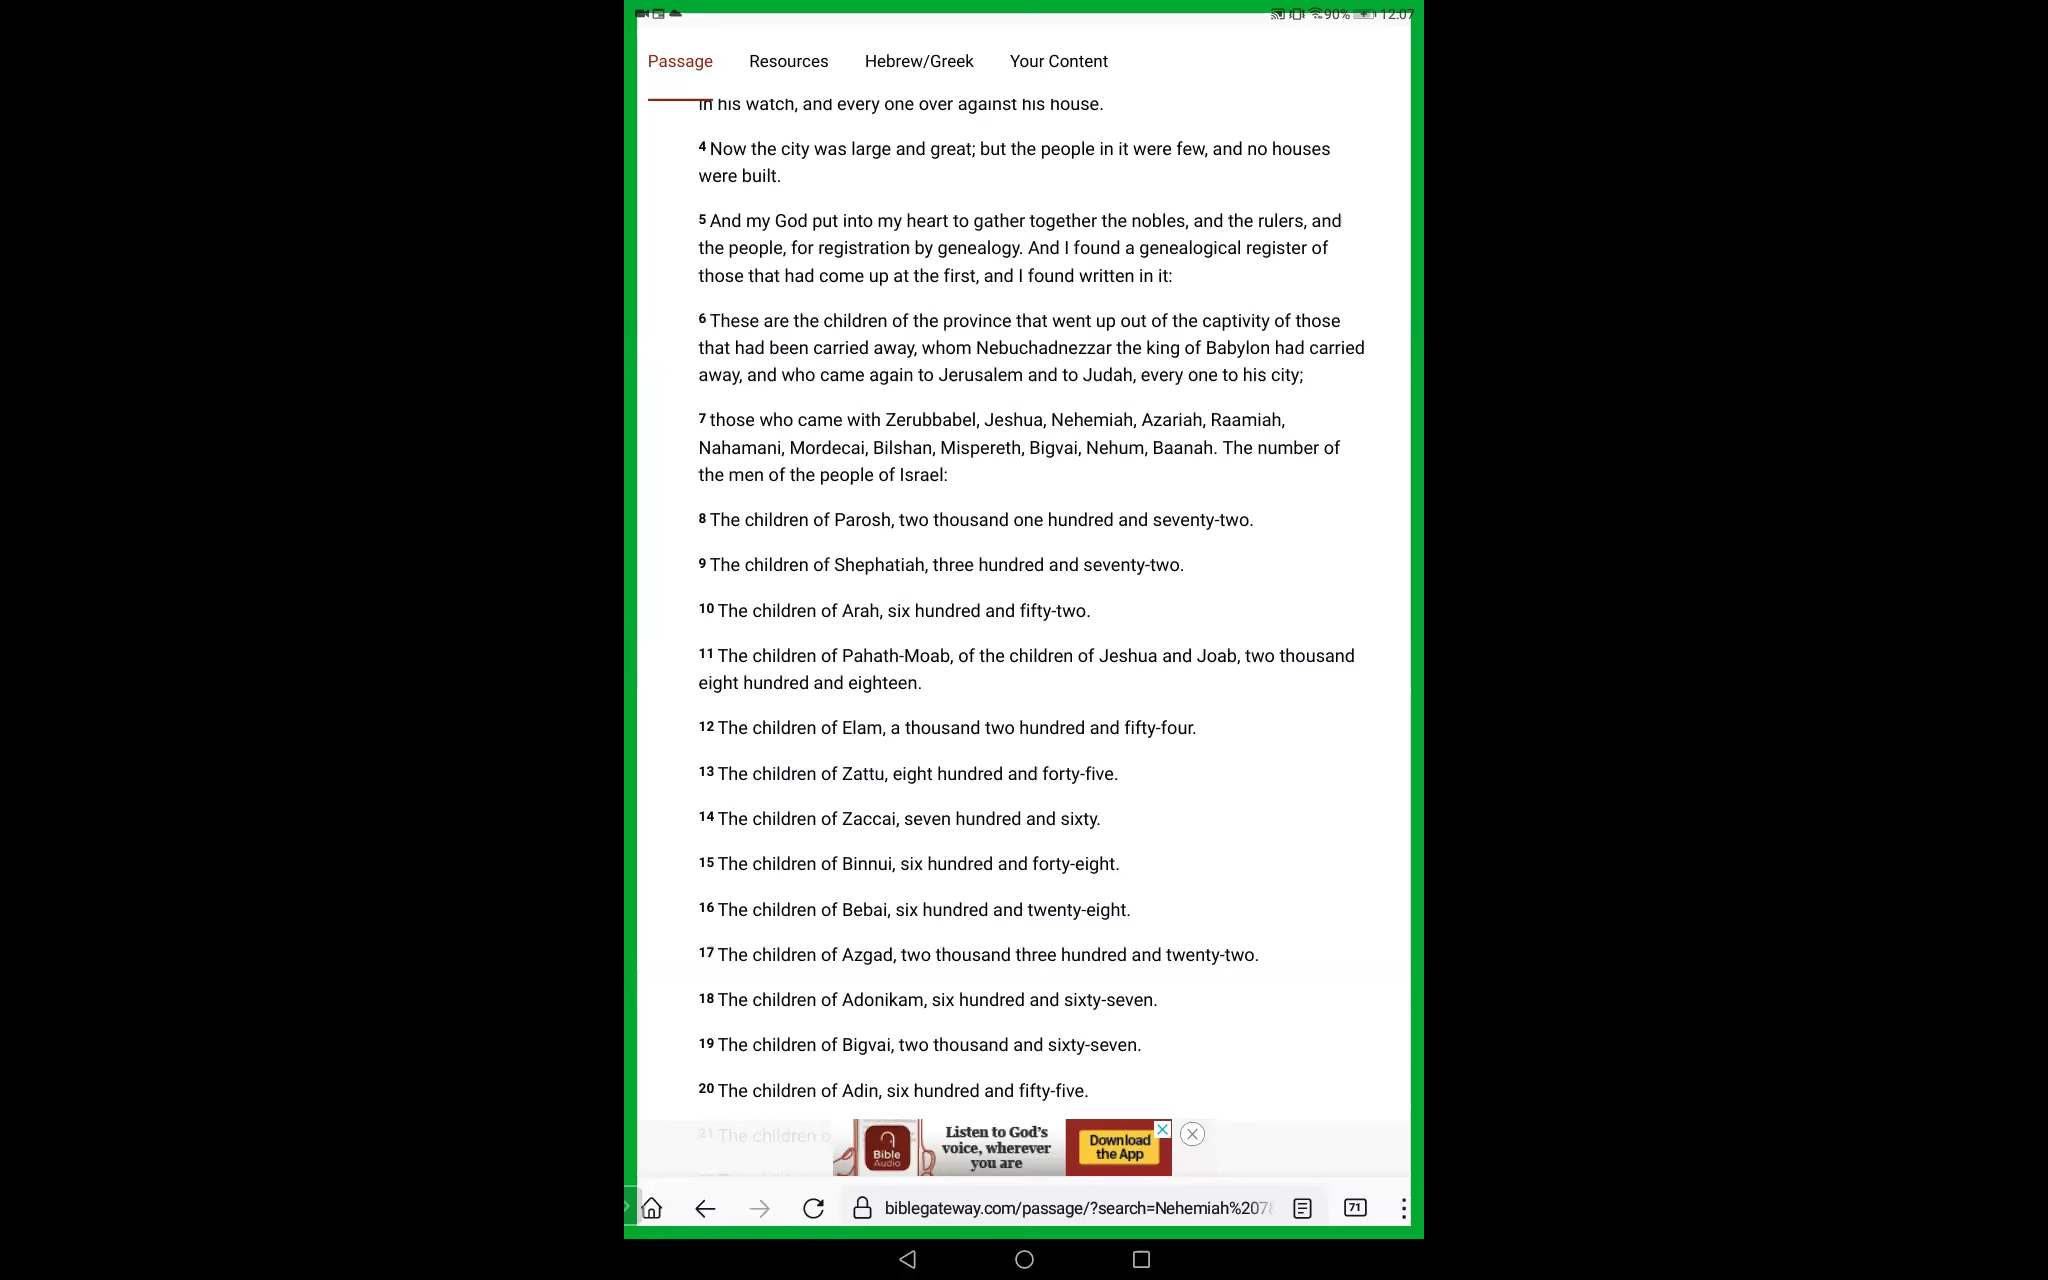 90% 12:07
Passage Resources Hebrew/Greek Your Content
in his watch, and every one over against his house.
4 Now the city was large and great; but the people in it were few, and no houses
were built.
5 And my God put into my heart to gather together the nobles, and the rulers, and
the people, for registration by genealogy. And I found a genealogical register of
those that had come up at the first, and I found written in it:
6 These are the children of the province that went up out of the captivity of those
that had been carried away, whom Nebuchadnezzar the king of Babylon had carried
away, and who came again to Jerusalem and to Judah, every one to his city;
7 those who came with Zerubbabel, Jeshua, Nehemiah, Azariah, Raamiah,
Nahamani, Mordecai, Bilshan, Mispereth, Bigvai, Nehum, Baanah. The number of
the men of the people of Israel:
8 The children of Parosh, two thousand one hundred and seventy-two.
9 The children of Shephatiah, three hundred and seventy-two.
10 The children of Arah, six hundred and fifty-two.
11 The children of Pahath-Moab, of the children of Jeshua and Joab, two thousand
eight hundred and eighteen.
12 The children of Elam, a thousand two hundred and fifty-four.
13 The children of Zattu, eight hundred and forty-five.
14 The children of Zaccai, seven hundred and sixty.
15 The children of Binnui, six hundred and forty-eight.
16 The children of Bebai, six hundred and twenty-eight.
17 The children of Azgad, two thousand three hundred and twenty-two.
18 The children of Adonikam, six hundred and sixty-seven.
19 The children of Bigvai, two thousand and sixty-seven.
20 The children of Adin, six hundred and fifty-five.
21 The children o
Bible
Audio
Listen to God's
voice, wherever
you are
Download
the App
biblegateway.com/passage/?search=Nehemiah%207 71